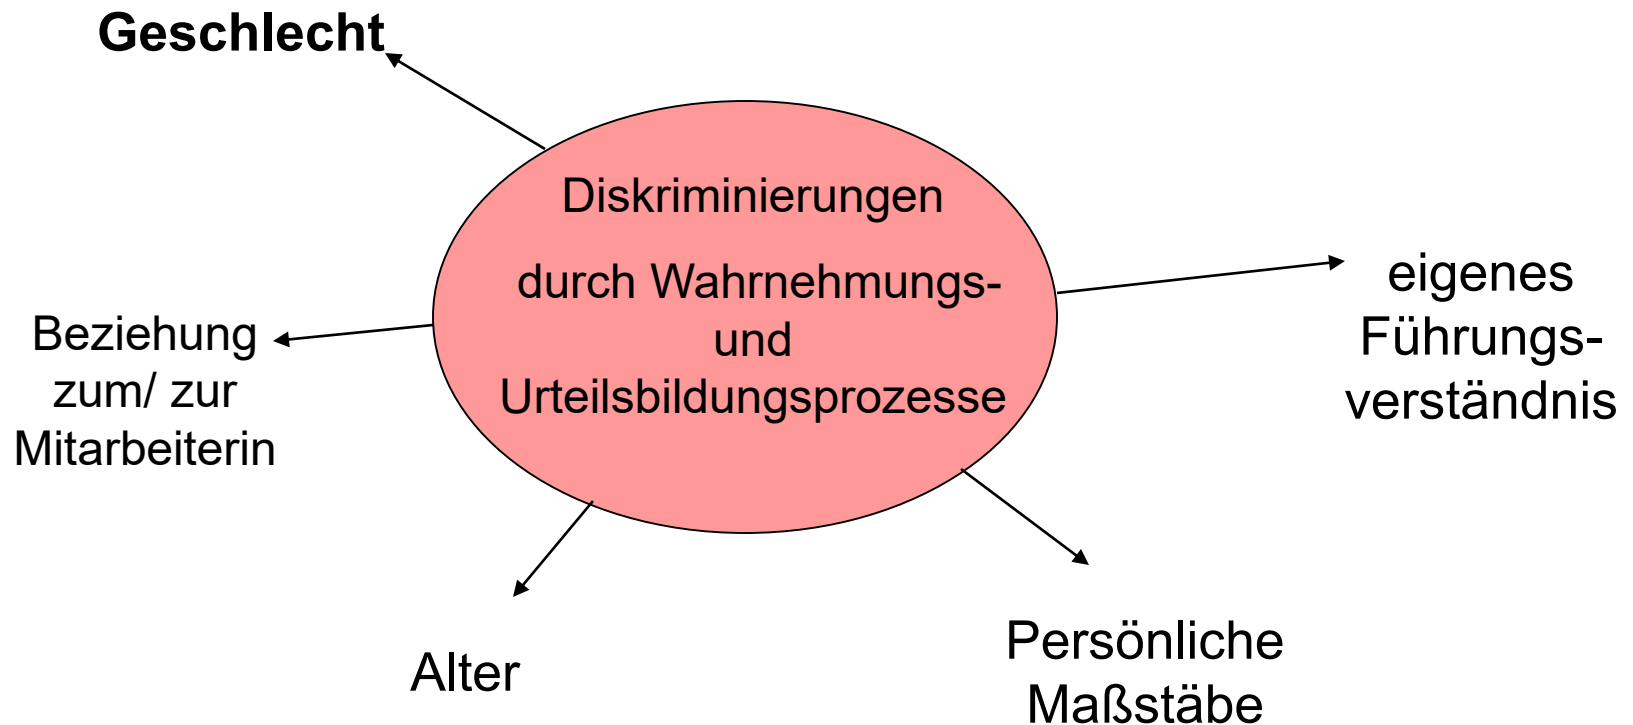 Geschlecht
Diskriminierungen
durch Wahrnehmungs-
und
Urteilsbildungsprozesse
eigenes
Führungs-
verständnis
Beziehung
zum/ zur
Mitarbeiterin
Alter
Persönliche
Maßstäbe